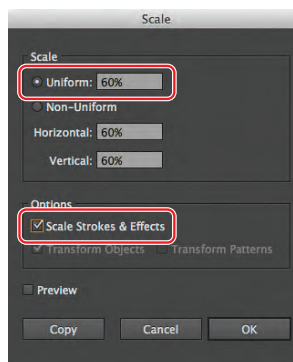 Scale
Scale
Uniform: 60%
Non-Uniform
Horizontal: 60%
Vertical: 60%
Options
Scale Strokes & Effects
Transform Objects Transform Patterns
Preview
Copy Cancel OK